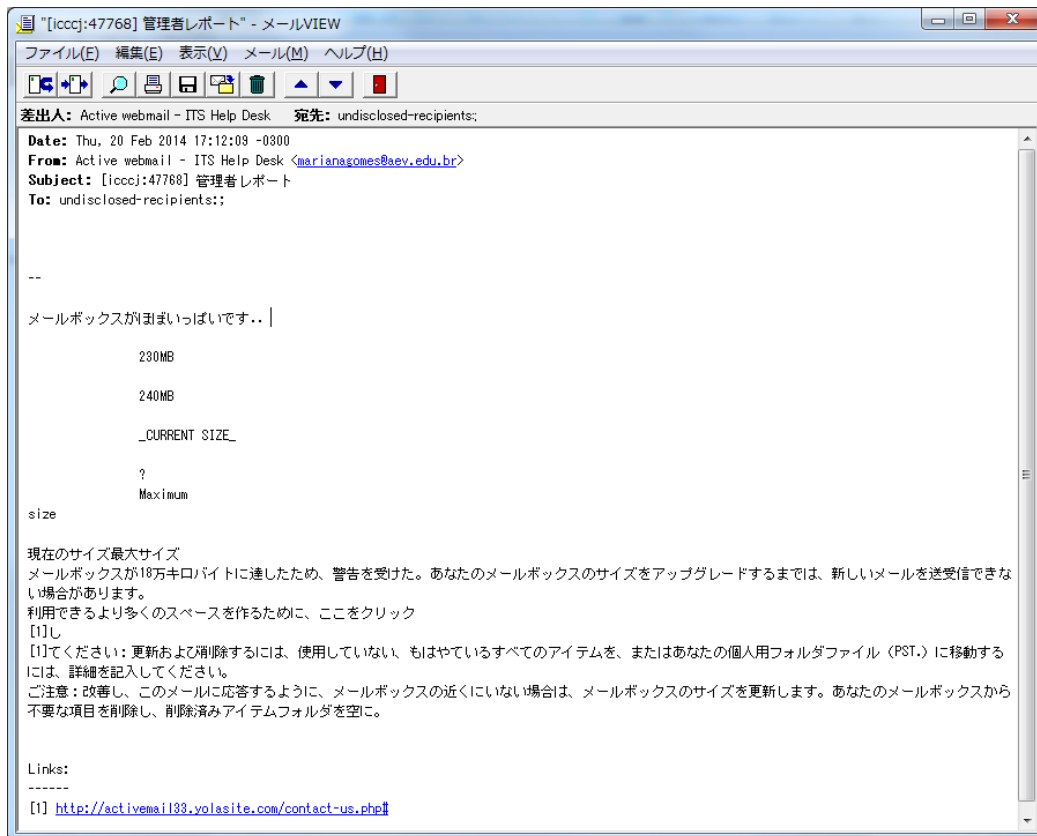 "[icccj:47768] 管理者レポート" - メールVIEW
ファイル(F) 編集(E) 表示(V) メール(M) ヘルプ(H)
差出人: Active webmail - ITS Help Desk 宛先: undisclosed-recipients:;
Date: Thu, 20 Feb 2014 17:12:09 -0300
From: Active webmail - ITS Help Desk <marianagomes@aev.edu.br>
Subject: [icccj:47768] 管理者レポート
To: undisclosed-recipients:;
--
メールボックスがほぼいっぱいです..
230MB
240MB
_CURRENT SIZE_
?
Maximum
size
現在のサイズ最大サイズ
メールボックスが18万キロバイトに達したため、警告を受けた。あなたのメールボックスのサイズをアップグレードするまでは、新しいメールを送受信できな
い場合があります。
利用できるより多くのスペースを作るために、ここをクリック
[1]し
[1]てください：更新および削除するには、使用していない、もはやているすべてのアイテムを、またはあなたの個人用フォルダファイル（PST.）に移動する
には、詳細を記入してください。
ご注意：改善し、このメールに応答するように、メールボックスの近くにいない場合は、メールボックスのサイズを更新します。あなたのメールボックスから
不要な項目を削除し、削除済みアイテムフォルダを空に。
Links:
------
[1] http://activemail33.yolasite.com/contact-us.php#